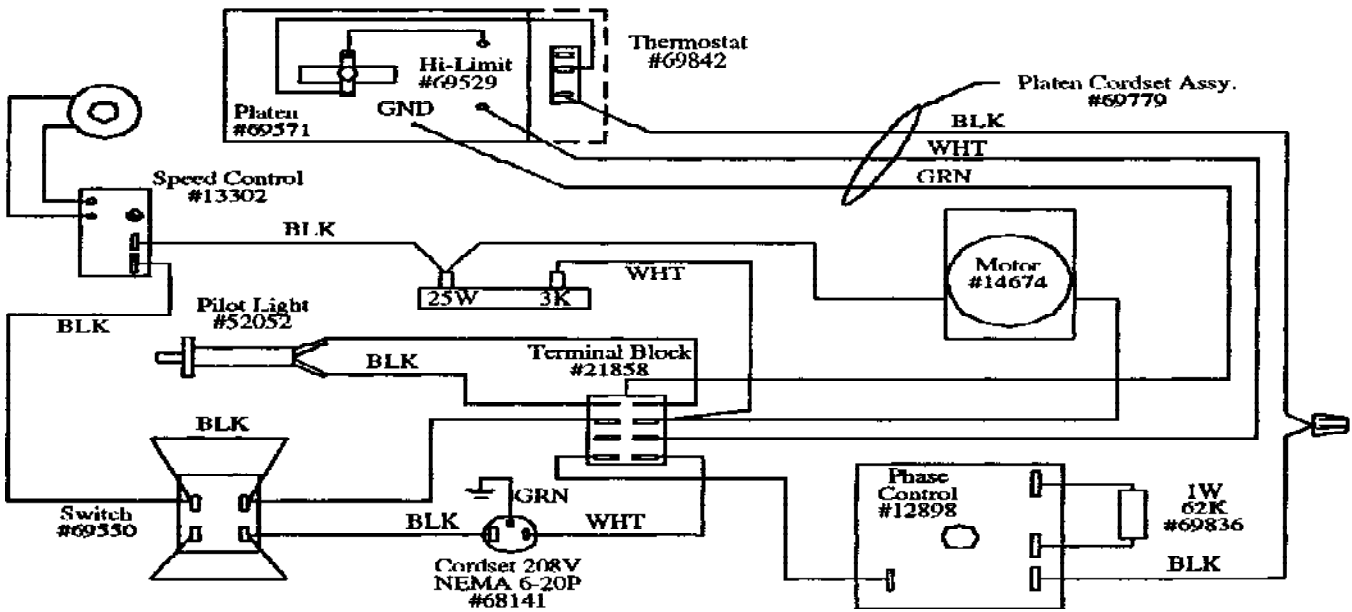 Thermostat
#69842
Hi-Limit
#69529
Platen Cordset Assy.
#69779
Platen
#69571
GND
BLK
WHT
GRN
Speed Control
#13302
BLK
Motor
#14674
WHT
25W
3K
Pilot Light
#52052
BLK
BLK
Terminal Block
#21858
BLK
Phase
Control
#12898
1W
62K
#69836
GRN
Switch
#69550
BLK
WHT
BLK
Cordset 208V
NEMA 6-20P
#68141